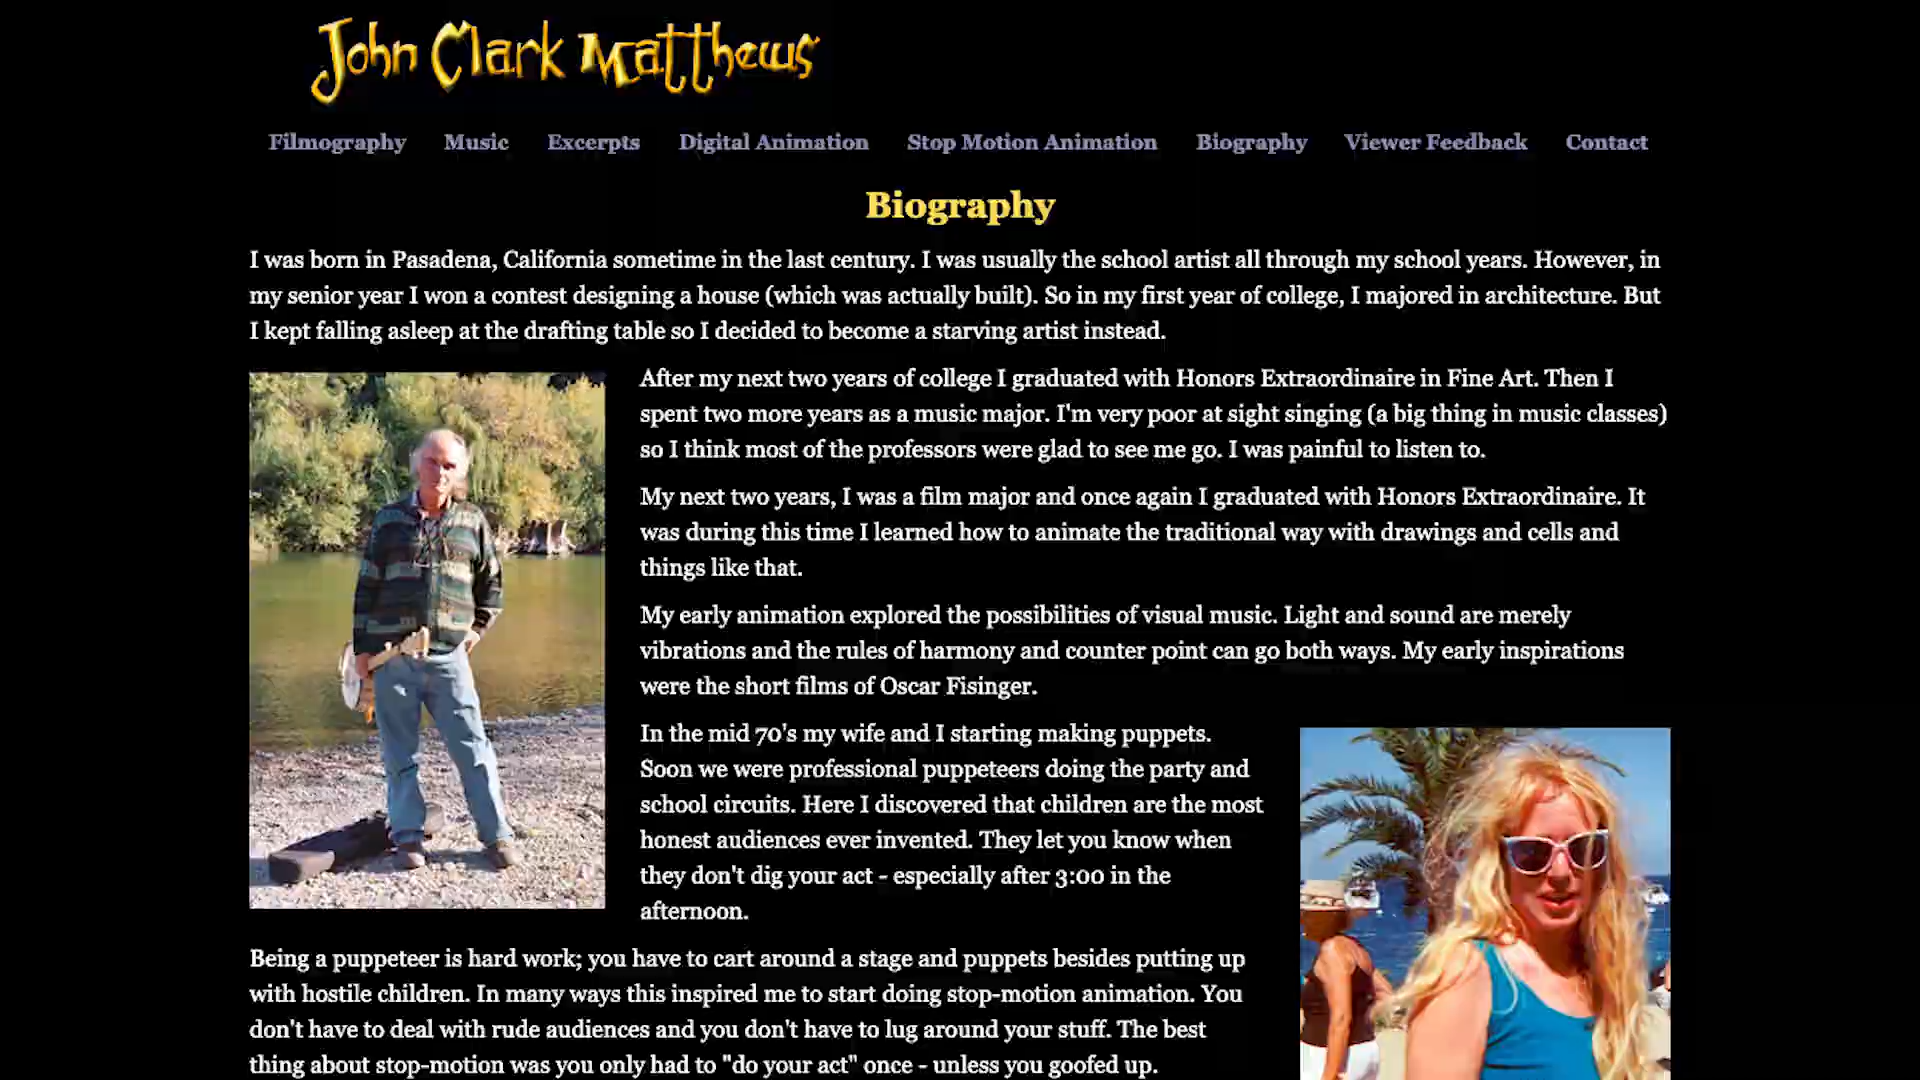 John Clark Matthews
Filmography Music Excerpts Digital Animation Stop Motion Animation Biography Viewer Feedback Contact
Biography
I was born in Pasadena, California sometime in the last century. I was usually the school artist all through my school years. However, in
my senior year I won a contest designing a house (which was actually built). So in my first year of college, I majored in architecture. But
I kept falling asleep at the drafting table so I decided to become a starving artist instead.
After my next two years of college I graduated with Honors Extraordinaire in Fine Art. Then I
spent two more years as a music major. I'm very poor at sight singing (a big thing in music classes)
so I think most of the professors were glad to see me go. I was painful to listen to.
My next two years, I was a film major and once again I graduated with Honors Extraordinaire. It
was during this time I learned how to animate the traditional way with drawings and cells and
things like that.
My early animation explored the possibilities of visual music. Light and sound are merely
vibrations and the rules of harmony and counter point can go both ways. My early inspirations
were the short films of Oscar Fisinger.
In the mid 70's my wife and I starting making puppets.
Soon we were professional puppeteers doing the party and
school circuits. Here I discovered that children are the most
honest audiences ever invented. They let you know when
they don't dig your act - especially after 3:00 in the
afternoon.
Being a puppeteer is hard work; you have to cart around a stage and puppets besides putting up
with hostile children. In many ways this inspired me to start doing stop-motion animation. You
don't have to deal with rude audiences and you don't have to lug around your stuff. The best
thing about stop-motion was you only had to "do your act" once - unless you goofed up.